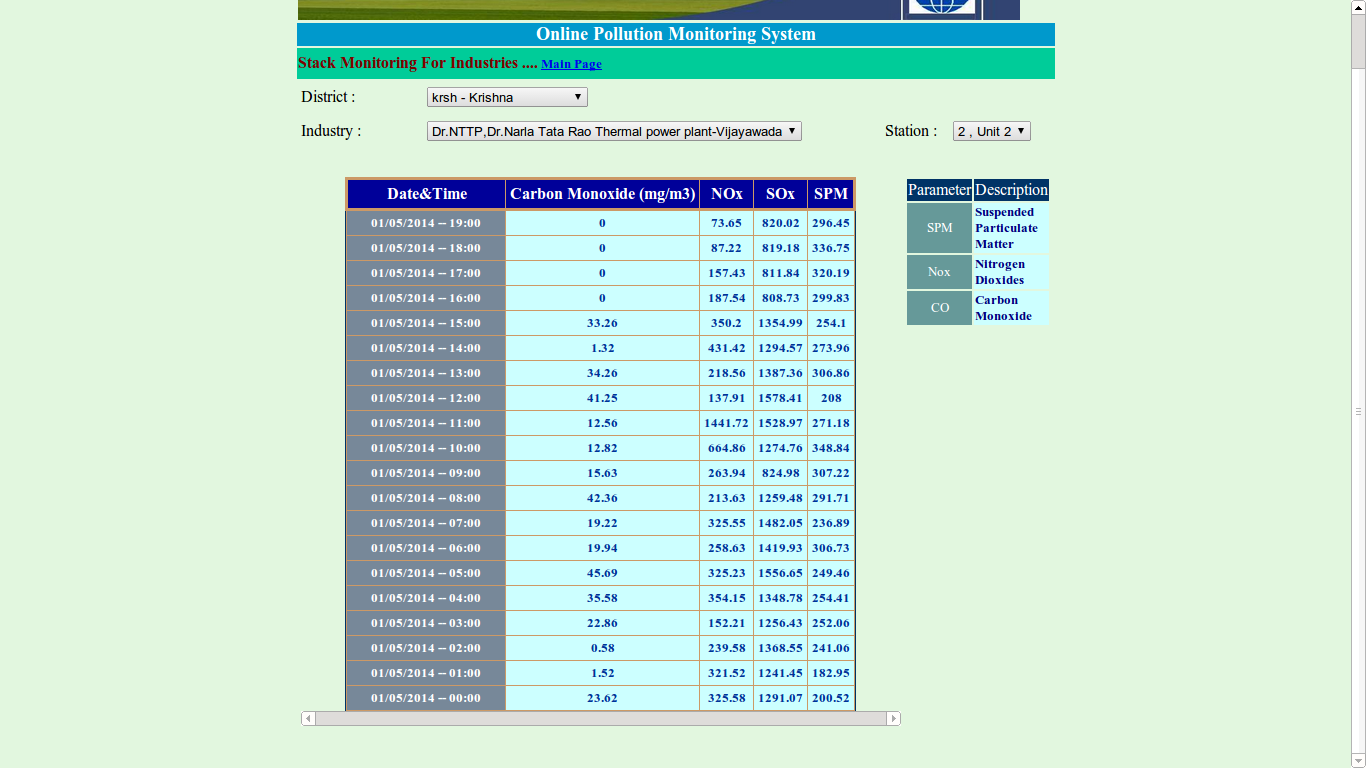 Online Pollution Monitoring System
Stack Monitoring For Industries .... Main Page
District : krsh - Krishna
Industry : Dr.NTTP,Dr.Narla Tata Rao Thermal power plant-Vijayawada Station : 2 , Unit 2
Date&Time Carbon Monoxide (mg/m3) NOx SOx SPM
01/05/2014 -- 19:00 0 73.65 820.02 296.45
01/05/2014 -- 18:00 0 87.22 819.18 336.75
01/05/2014 -- 17:00 0 157.43 811.84 320.19
01/05/2014 -- 16:00 0 187.54 808.73 299.83
01/05/2014 -- 15:00 33.26 350.2 1354.99 254.1
01/05/2014 -- 14:00 1.32 431.42 1294.57 273.96
01/05/2014 -- 13:00 34.26 218.56 1387.36 306.86
01/05/2014 -- 12:00 41.25 137.91 1578.41 208
01/05/2014 -- 11:00 12.56 1441.72 1528.97 271.18
01/05/2014 -- 10:00 12.82 664.86 1274.76 348.84
01/05/2014 -- 09:00 15.63 263.94 824.98 307.22
01/05/2014 -- 08:00 42.36 213.63 1259.48 291.71
01/05/2014 -- 07:00 19.22 325.55 1482.05 236.89
01/05/2014 -- 06:00 19.94 258.63 1419.93 306.73
01/05/2014 -- 05:00 45.69 325.23 1556.65 249.46
01/05/2014 -- 04:00 35.58 354.15 1348.78 254.41
01/05/2014 -- 03:00 22.86 152.21 1256.43 252.06
01/05/2014 -- 02:00 0.58 239.58 1368.55 241.06
01/05/2014 -- 01:00 1.52 321.52 1241.45 182.95
01/05/2014 -- 00:00 23.62 325.58 1291.07 200.52
Parameter Description
SPM Suspended
Particulate
Matter
Nox Nitrogen
Dioxides
CO Carbon
Monoxide